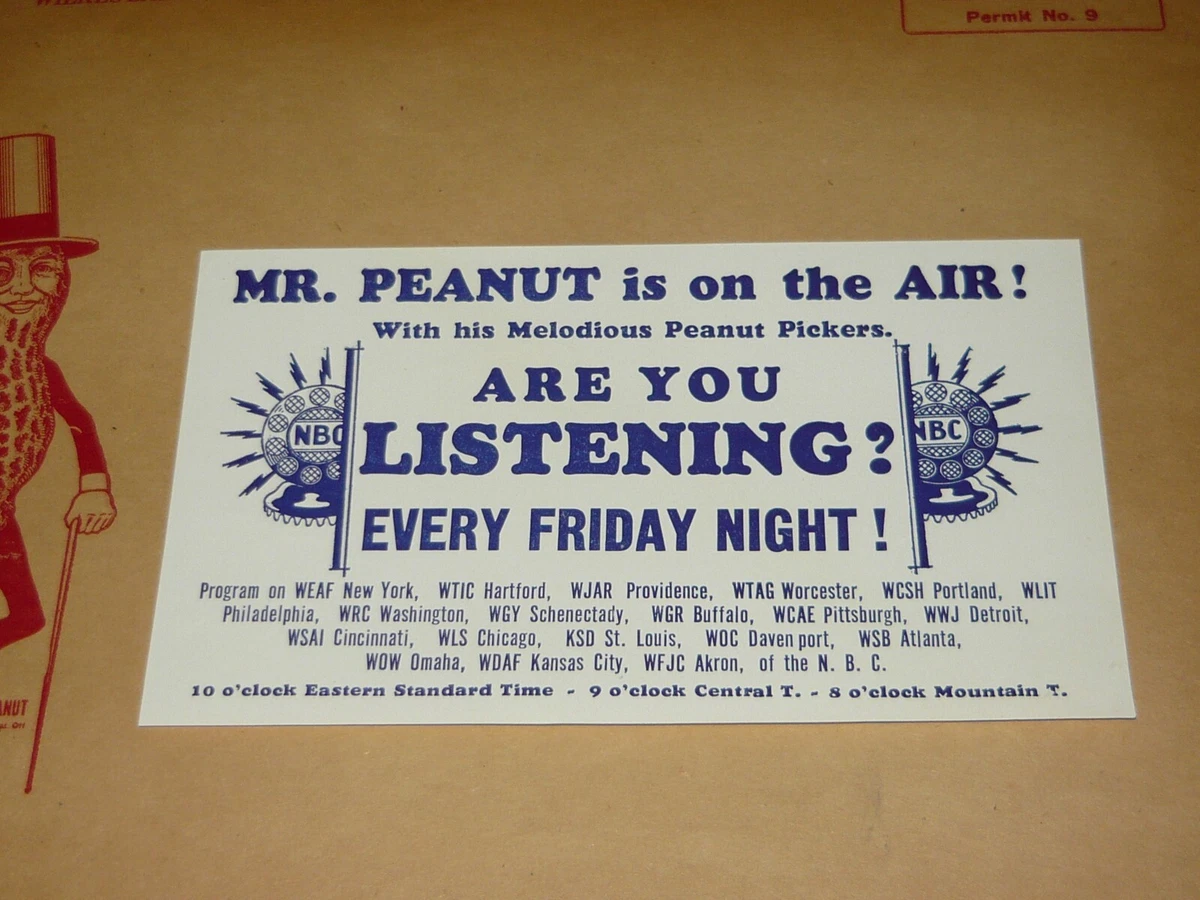 Permit No. 9
MR. PEANUT is on the AIR!
With his Melodious Peanut Pickers.
ARE YOU
NBC LISTENING? NBC
EVERY FRIDAY NIGHT!
Program on WEAF New York, WTIC Hartford, WJAR Providence, WTAG Worcester, WCSH Portland, WLIT
Philadelphia, WRC Washington, WGY Schenectady, WGR Buffalo, WCAE Pittsburgh, WWJ Detroit,
WSAI Cincinnati, WLS Chicago, KSD St. Louis, WOC Davenport, WSB Atlanta,
WOW Omaha, WDAF Kansas City, WFJC Akron, of the N. B. C.
10 o'clock Eastern Standard Time - 9 o'clock Central T. - 8 o'clock Mountain T.